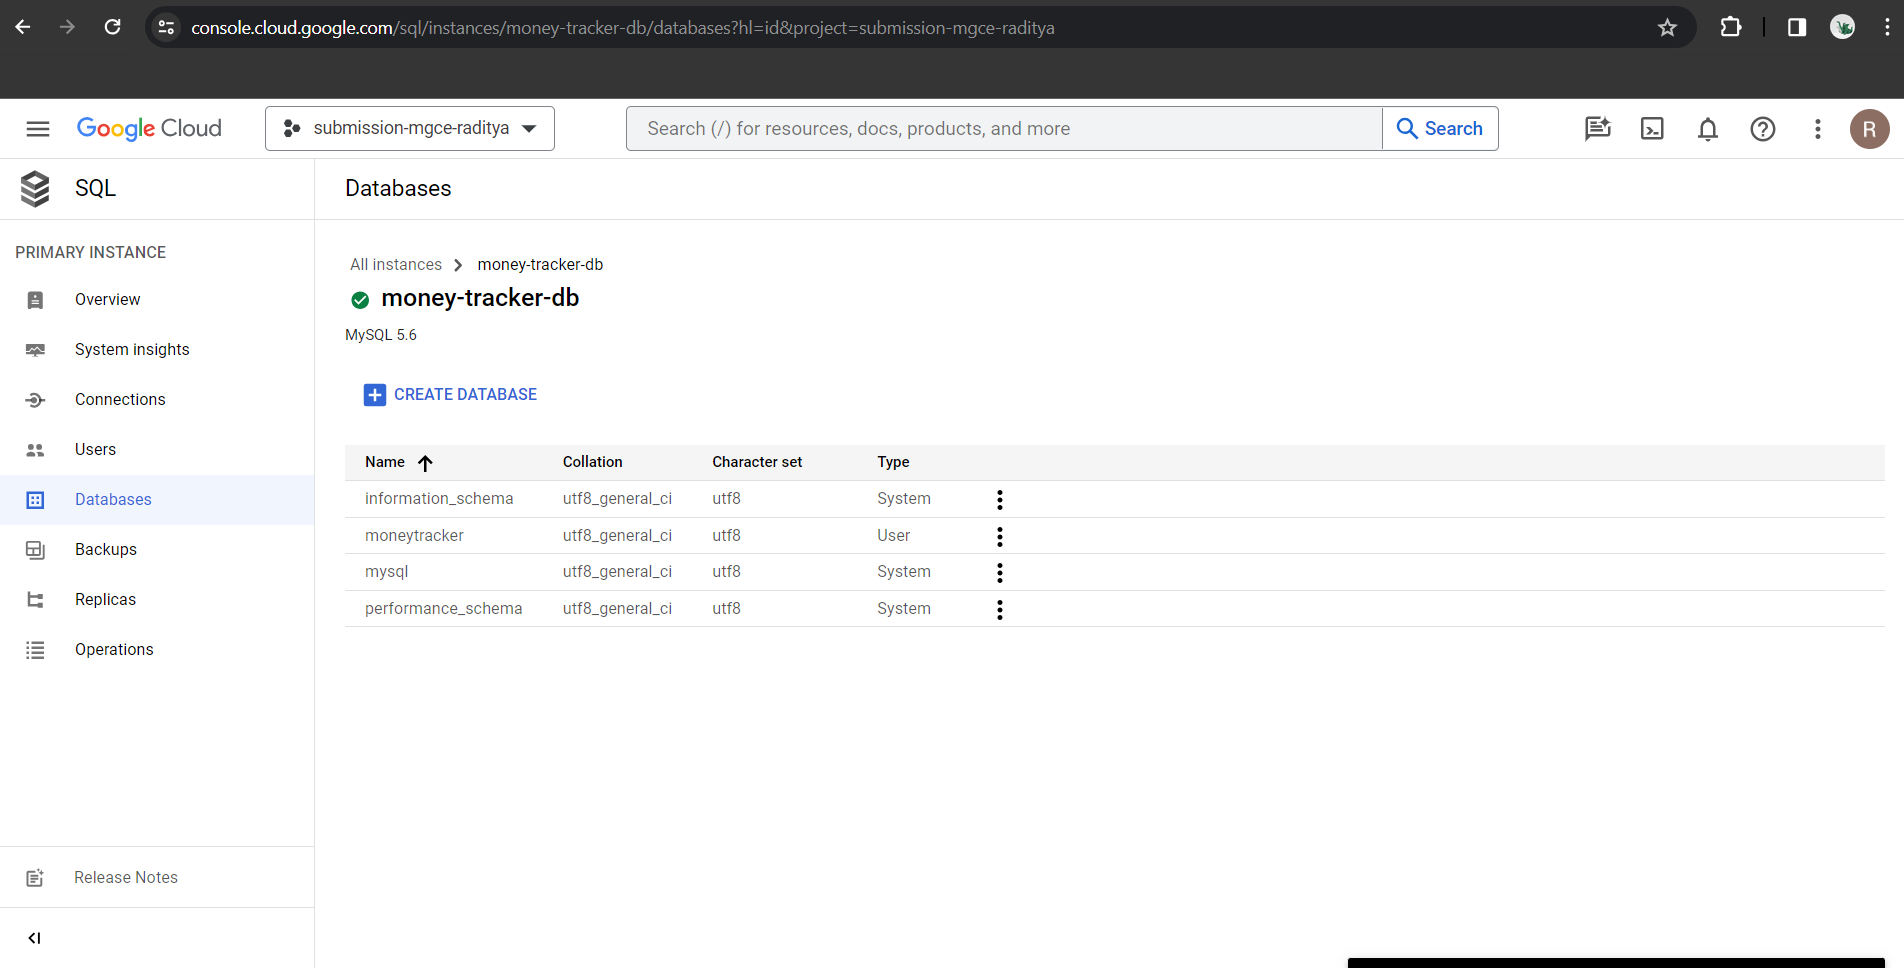 console.cloud.google.com/sql/instances/money-tracker-db/databases?hl=id&project=submission-mgce-raditya
Google Cloud
submission-mgce-raditya
Search (/) for resources, docs, products, and more
Search
R
SQL
Databases
PRIMARY INSTANCE
Overview
System insights
Connections
Users
Databases
Backups
Replicas
Operations
Release Notes
All instances > money-tracker-db
money-tracker-db
MySQL 5.6
CREATE DATABASE
Name Collation Character set Type
information_schema utf8_general_ci utf8 System
moneytracker utf8_general_ci utf8 User
mysql utf8_general_ci utf8 System
performance_schema utf8_general_ci utf8 System